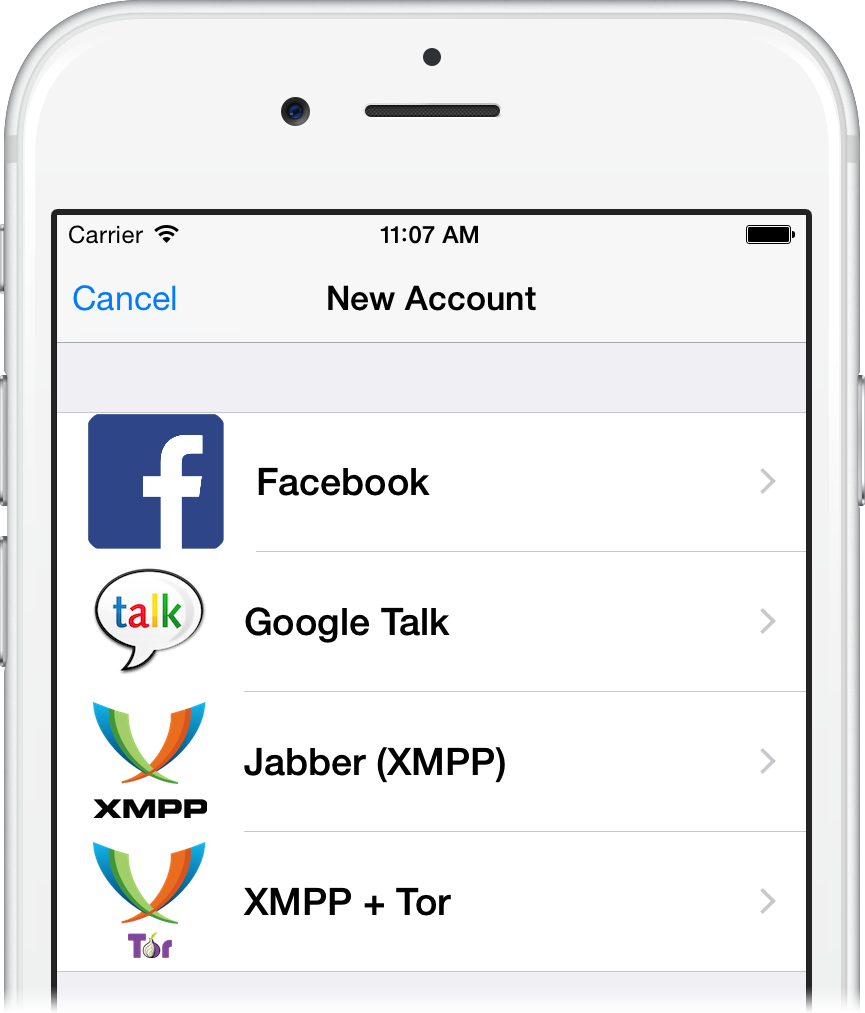 Carrier 11:07 AM
Cancel New Account
f
Facebook
talk
Google Talk
XMPP
Jabber (XMPP)
Tor
XMPP + Tor